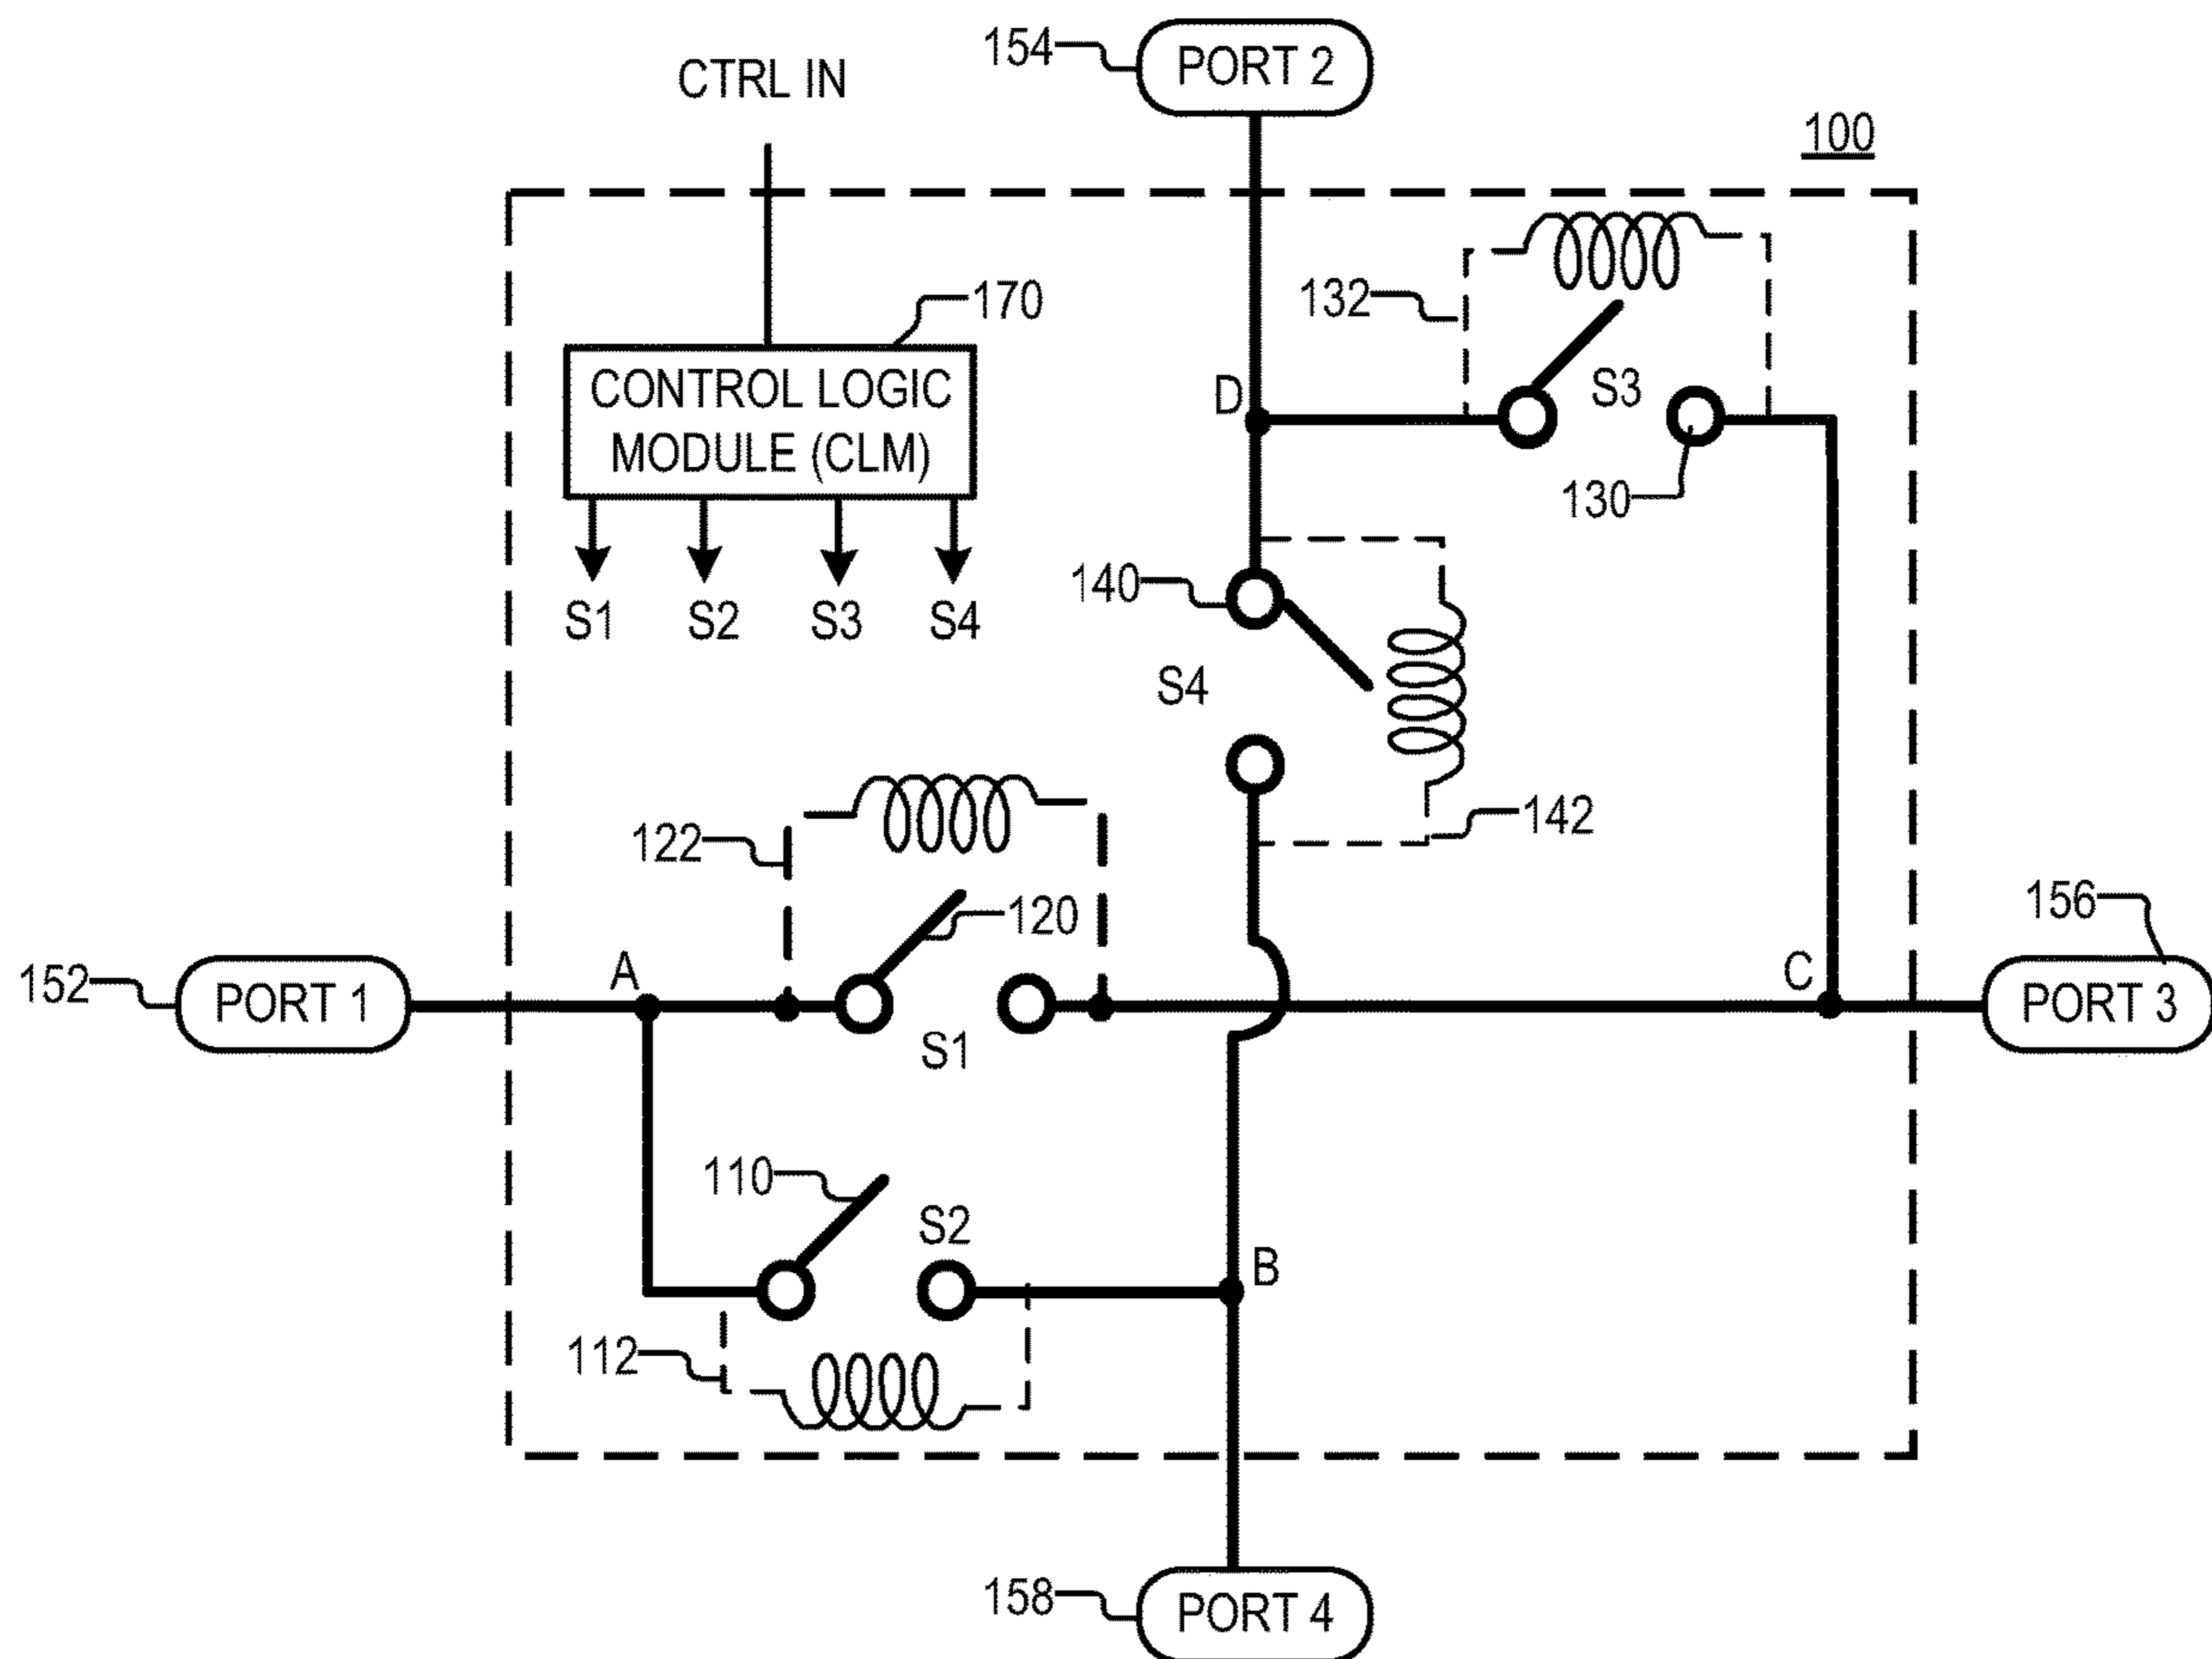 154
PORT 2
CTRL IN
100
132
170
CONTROL LOGIC
MODULE (CLM)
D
S3
130
140
S1
S2
S3
S4
S4
122
142
120
156
152
PORT 1
A
C
PORT 3
S1
110
S2
B
112
158
PORT 4